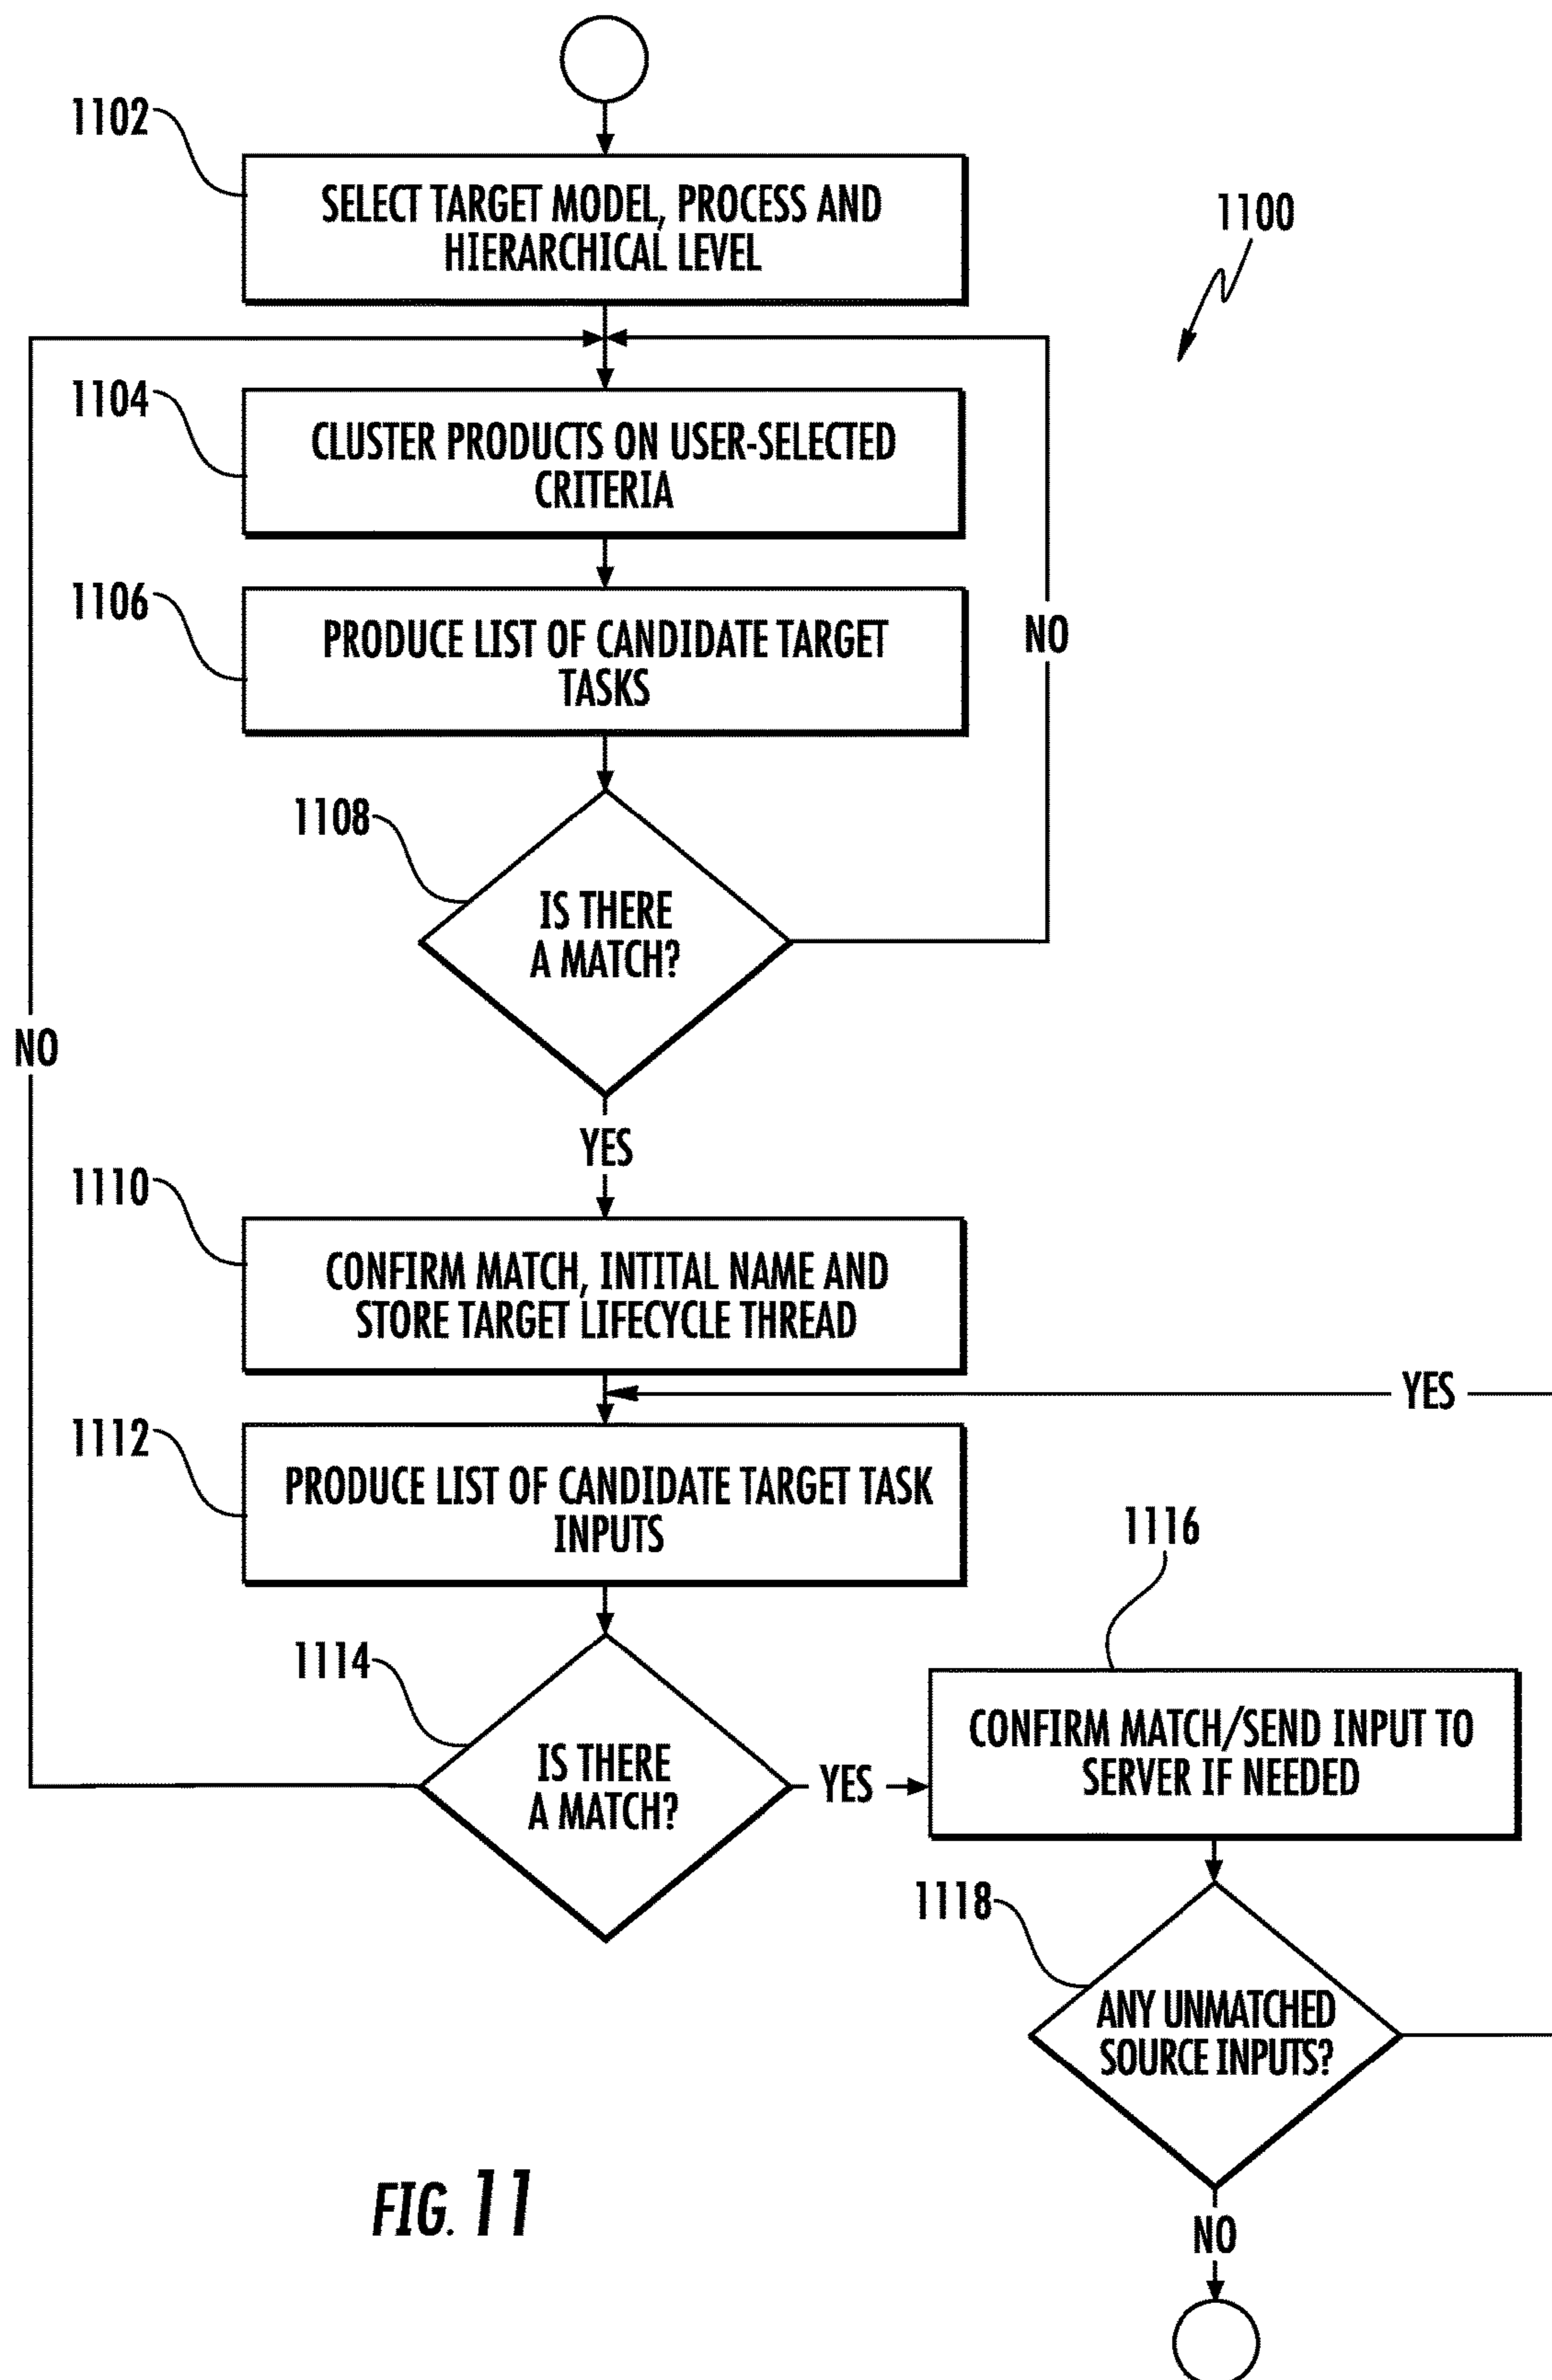 1102
SELECT TARGET MODEL, PROCESS AND
HIERARCHICAL LEVEL
1100
1104
CLUSTER PRODUCTS ON USER-SELECTED
CRITERIA
1106
PRODUCE LIST OF CANDIDATE TARGET
TASKS
NO
1108
IS THERE
A MATCH?
NO
YES
1110
CONFIRM MATCH, INTITAL NAME AND
STORE TARGET LIFECYCLE THREAD
YES
1112
PRODUCE LIST OF CANDIDATE TARGET TASK
INPUTS
1114
IS THERE
A MATCH?
YES
1116
CONFIRM MATCH/SEND INPUT TO
SERVER IF NEEDED
1118
ANY UNMATCHED
SOURCE INPUTS?
NO
FIG. 11